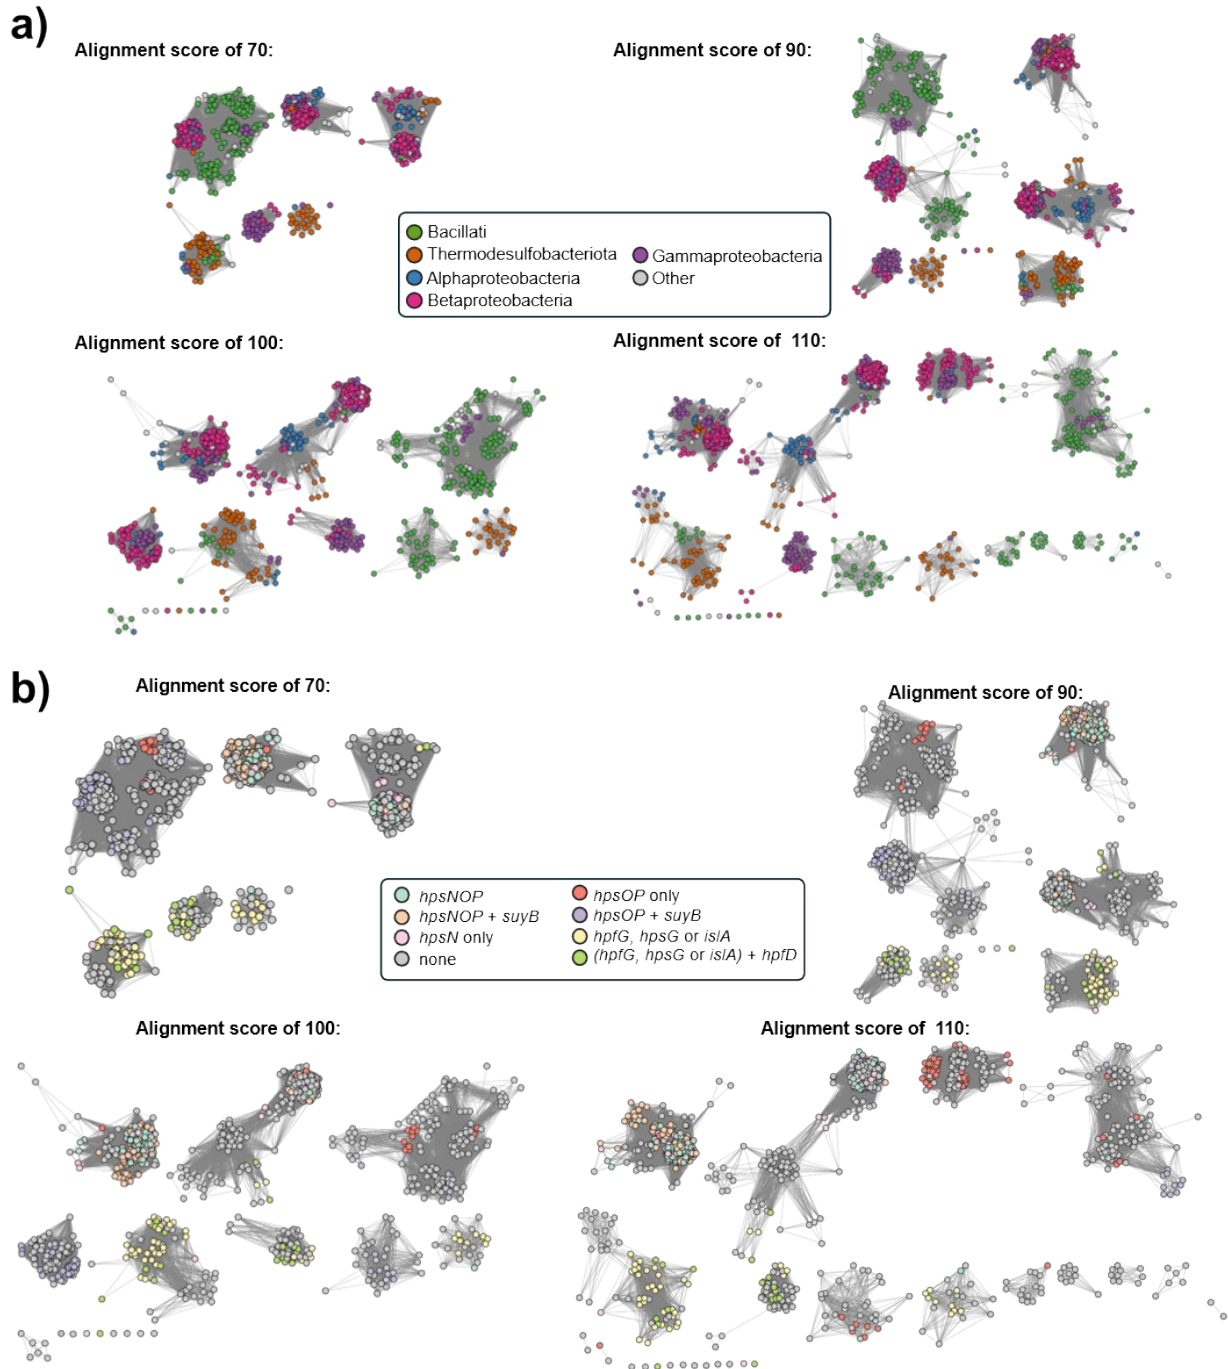 a)
Alignment score of 70:
Alignment score of 90:
Bacillati
Thermodesulfobacteriota
Gammaproteobacteria
Alphaproteobacteria
Other
Betaproteobacteria
Alignment score of 100:
Alignment score of  110:
b)
Alignment score of 70:
Alignment score of 90:
hpsNOP
hpsOP only
hpsNOP + suyB
hpsOP + suyB
hpsN only
hpfG, hpsG or islA
none
(hpfG, hpsG or islA) + hpfD
Alignment score of 100:
Alignment score of  110: